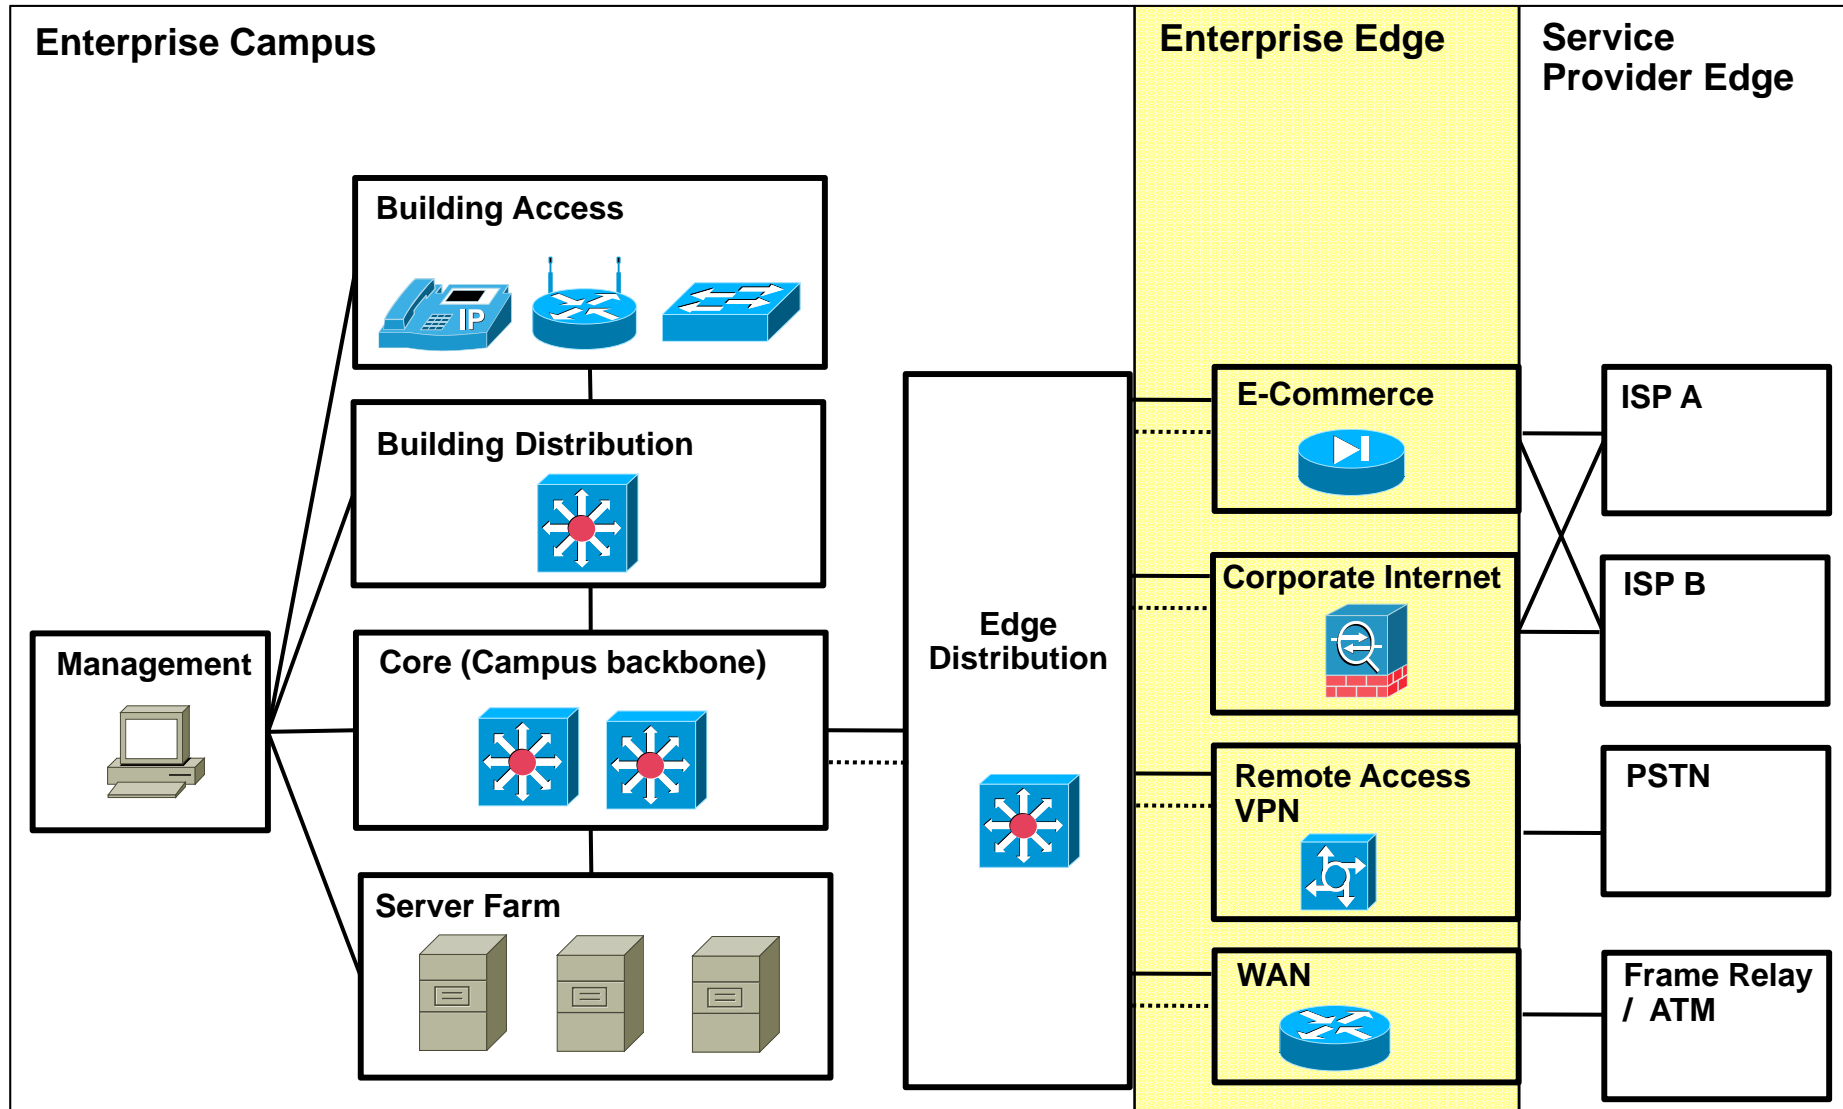 Enterprise Campus
Enterprise Edge
Service
Provider Edge
Building Access
IP
Building Distribution
Management
Core (Campus backbone)
Server Farm
Edge
Distribution
E-Commerce
Corporate Internet
Remote Access
VPN
WAN
ISP A
ISP B
PSTN
Frame Relay
/ ATM